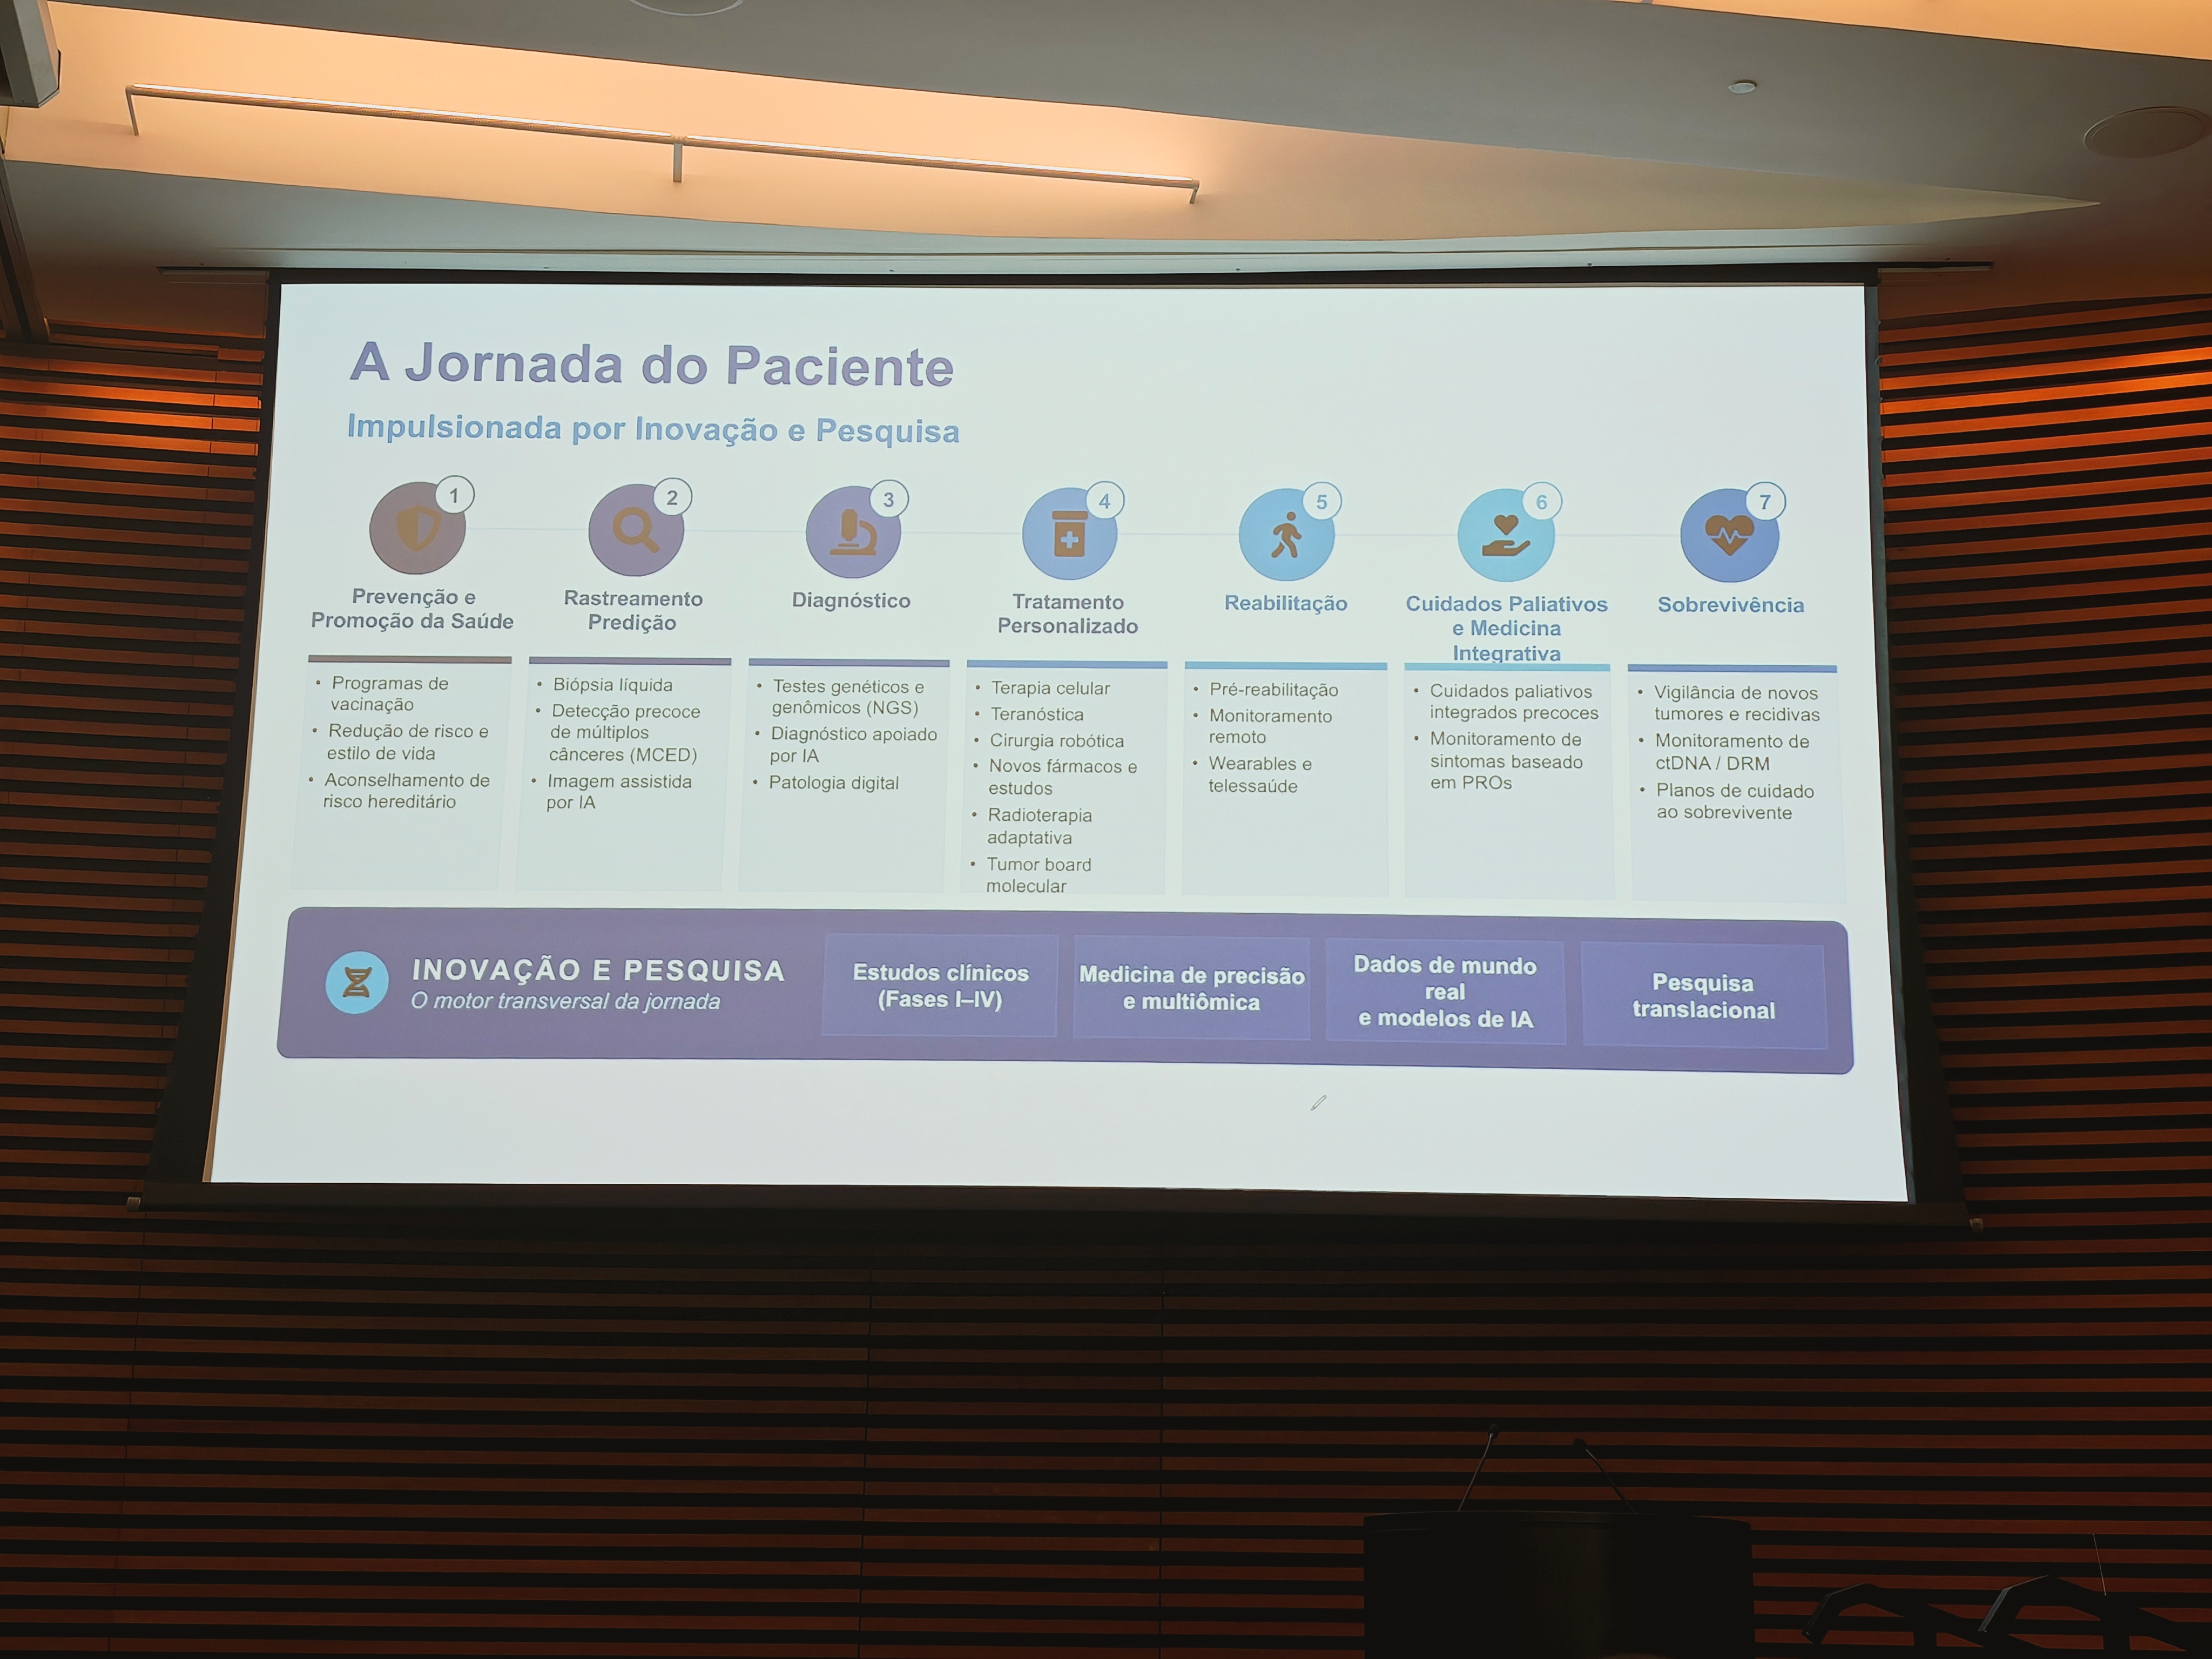 A Jornada do Paciente
Impulsionada por Inovação e Pesquisa
1
Prevenção e
Promoção da Saúde
• Programas de
vacinação
• Redução de risco e
estilo de vida
• Aconselhamento de
risco hereditário
2
Rastreamento
Predição
• Biópsia líquida
• Detecção precoce
de múltiplos
cânceres (MCED)
• Imagem assistida
por IA
3
Diagnóstico
• Testes genéticos e
genômicos (NGS)
• Diagnóstico apoiado
por IA
• Patologia digital
4
Tratamento
Personalizado
• Terapia celular
• Teranóstica
• Cirurgia robótica
• Novos fármacos e
estudos
• Radioterapia
adaptativa
• Tumor board
molecular
5
Reabilitação
• Pré-reabilitação
• Monitoramento
remoto
• Wearables e
telessaúde
6
Cuidados Paliativos
e Medicina
Integrativa
• Cuidados paliativos
integrados precoces
• Monitoramento de
sintomas baseado
em PROs
7
Sobrevivência
• Vigilância de novos
tumores e recidivas
• Monitoramento de
ctDNA / DRM
• Planos de cuidado
ao sobrevivente
INOVAÇÃO E PESQUISA
O motor transversal da jornada
Estudos clínicos
(Fases I–IV)
Medicina de precisão
e multiômica
Dados de mundo
real
e modelos de IA
Pesquisa
translacional